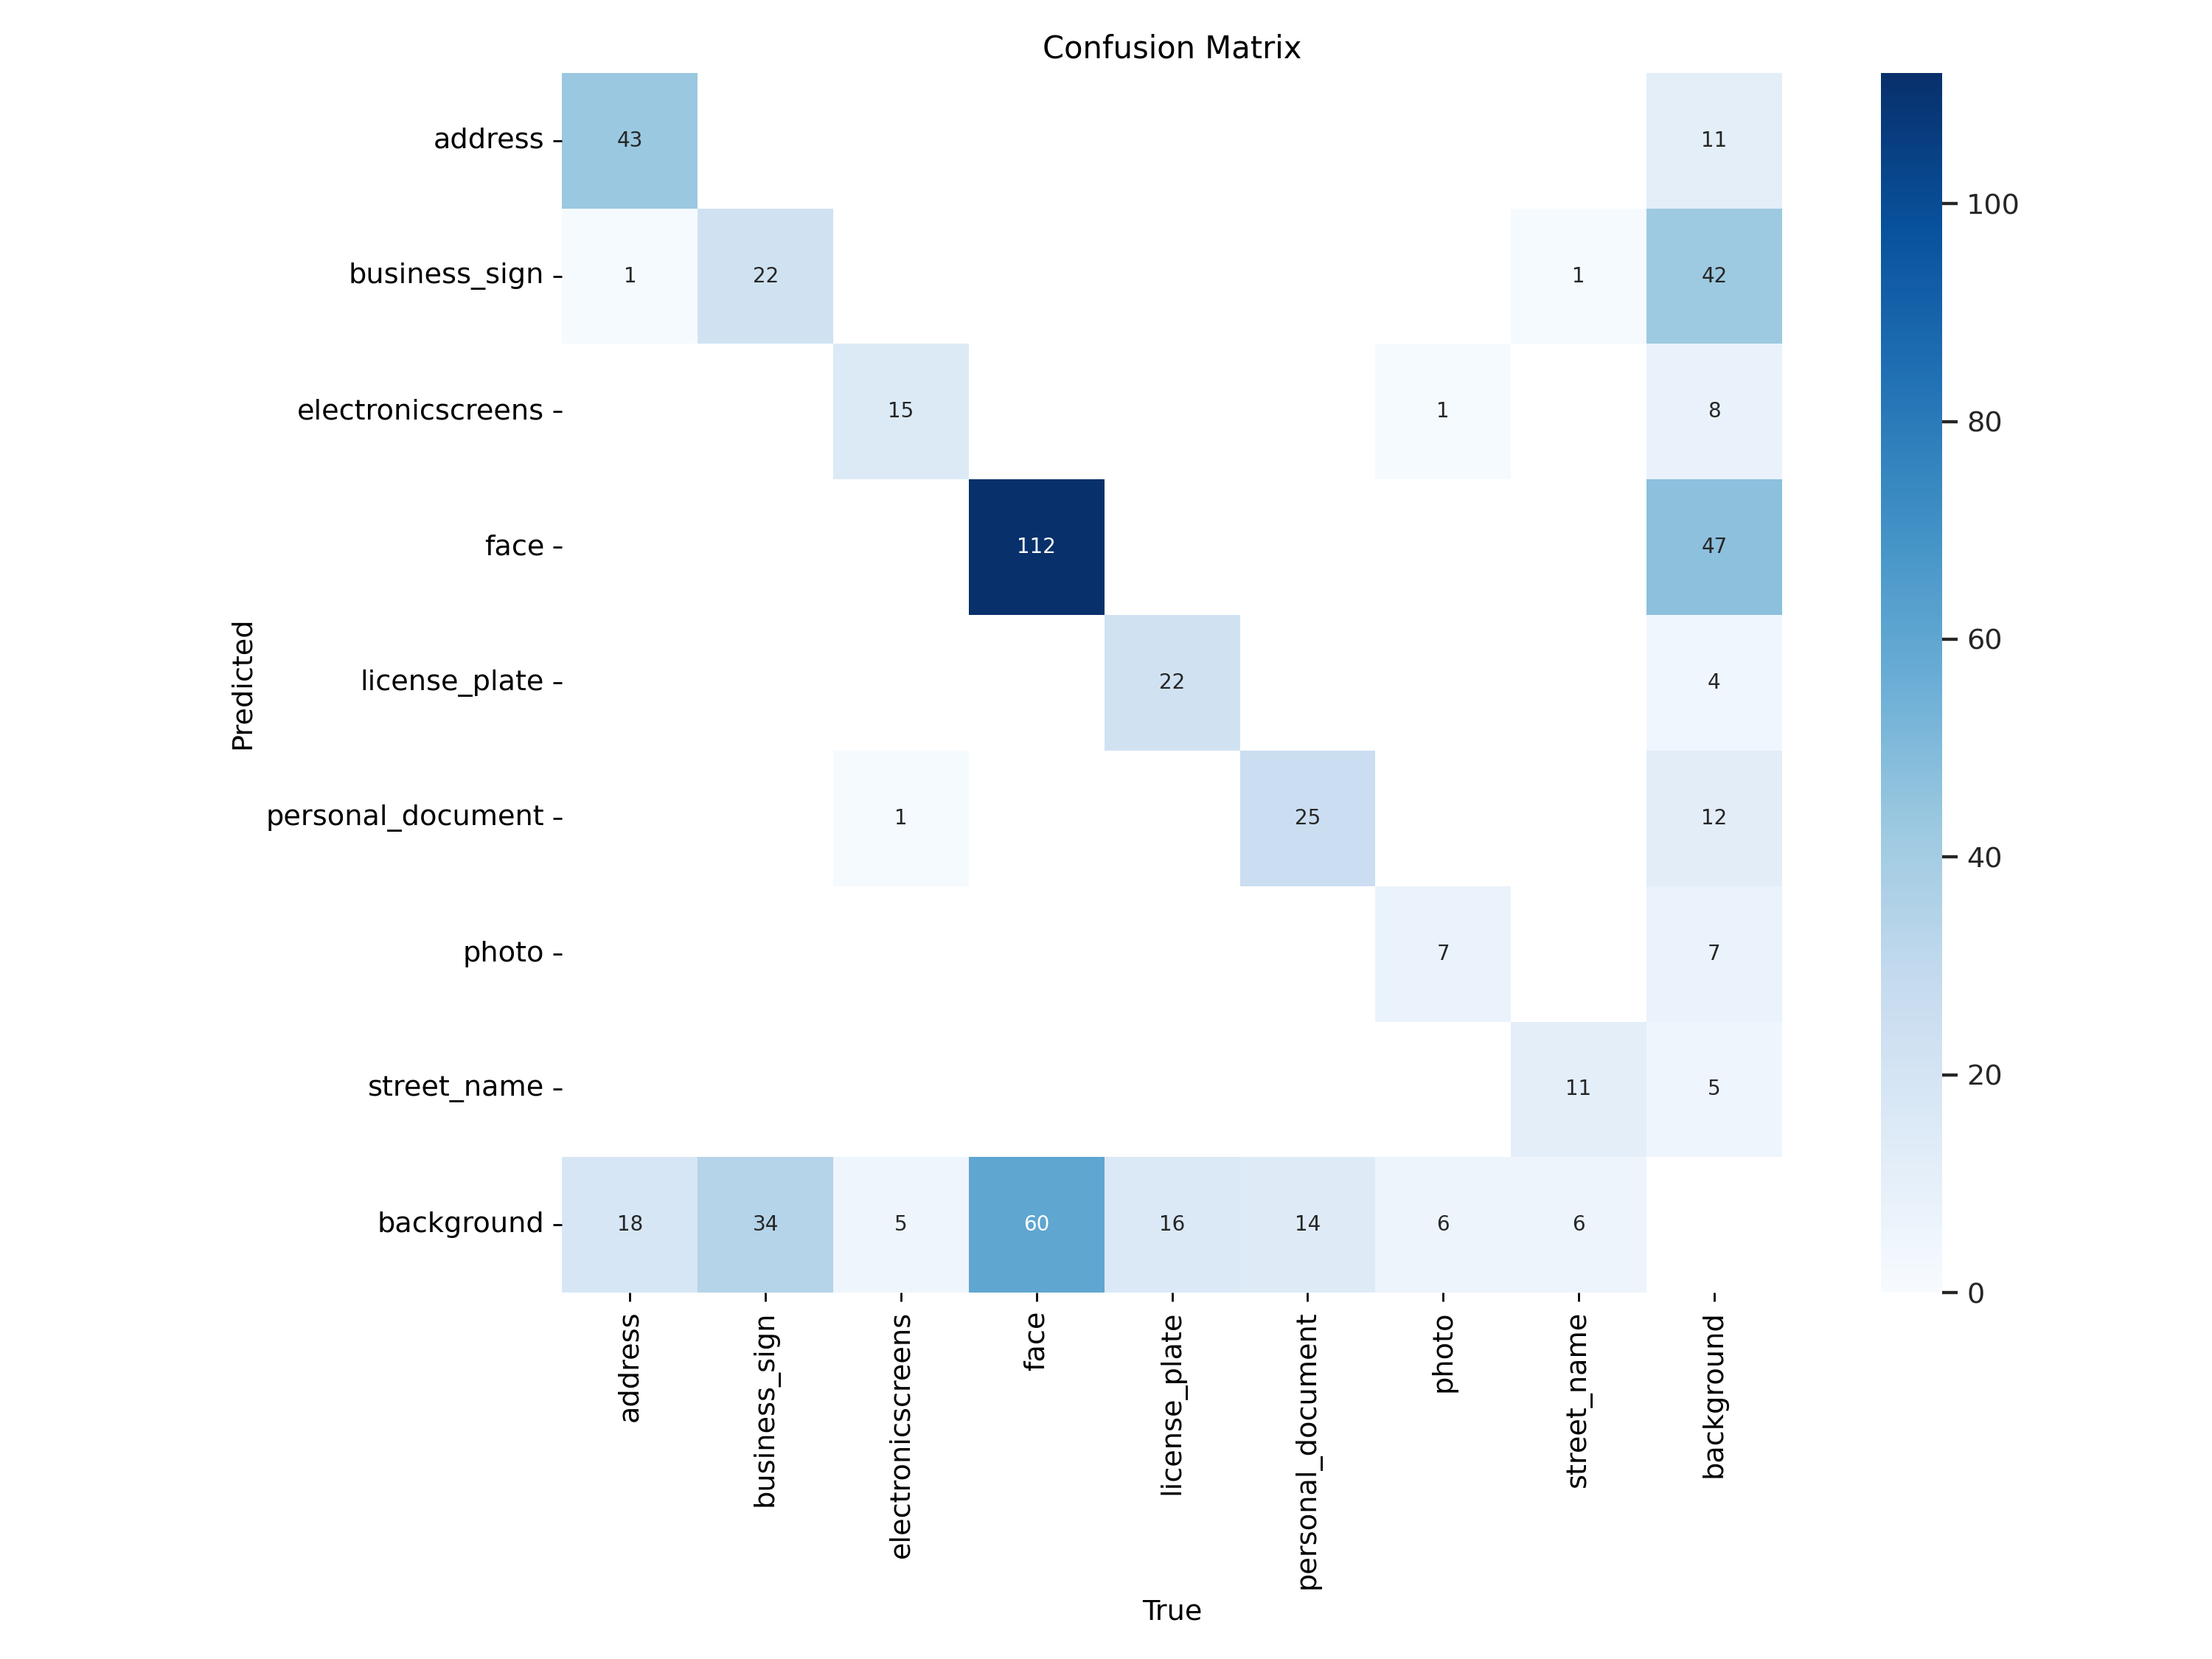 Confusion Matrix
address
43
11
business_sign
1
22
1
42
electronicscreens
15
1
8
face
112
47
license_plate
22
4
personal_document
1
25
12
photo
7
7
street_name
11
5
background
18
34
5
60
16
14
6
6
Predicted
address
business_sign
electronicscreens
face
license_plate
personal_document
photo
street_name
background
True
100
80
60
40
20
0